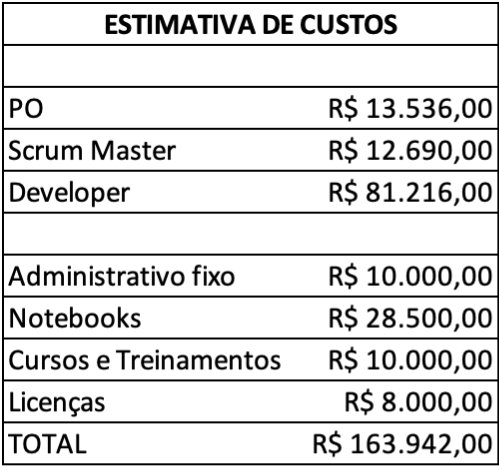 ESTIMATIVA DE CUSTOS
PO R$ 13.536,00
Scrum Master R$ 12.690,00
Developer R$ 81.216,00
Administrativo fixo R$ 10.000,00
Notebooks R$ 28.500,00
Cursos e Treinamentos R$ 10.000,00
Licenças R$ 8.000,00
TOTAL R$ 163.942,00